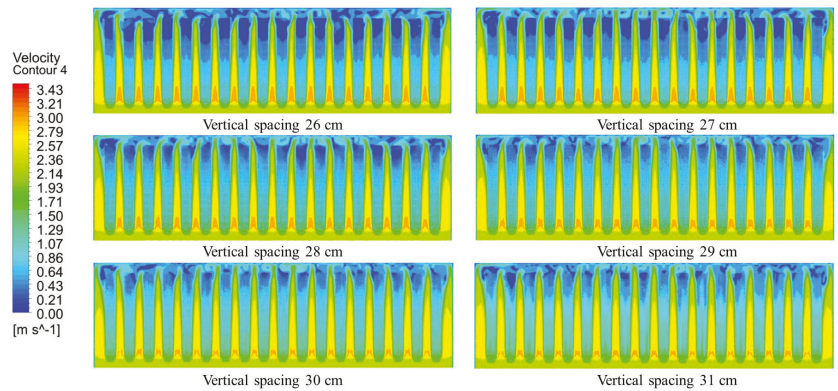 Velocity
Contour 4
3.43
3.21
3.00
2.79
2.57
2.36
2.14
1.93
1.71
1.50
1.29
1.07
0.86
0.64
0.43
0.21
0.00
[m s^-1]
Vertical spacing 26 cm
Vertical spacing 27 cm
Vertical spacing 28 cm
Vertical spacing 29 cm
Vertical spacing 30 cm
Vertical spacing 31 cm